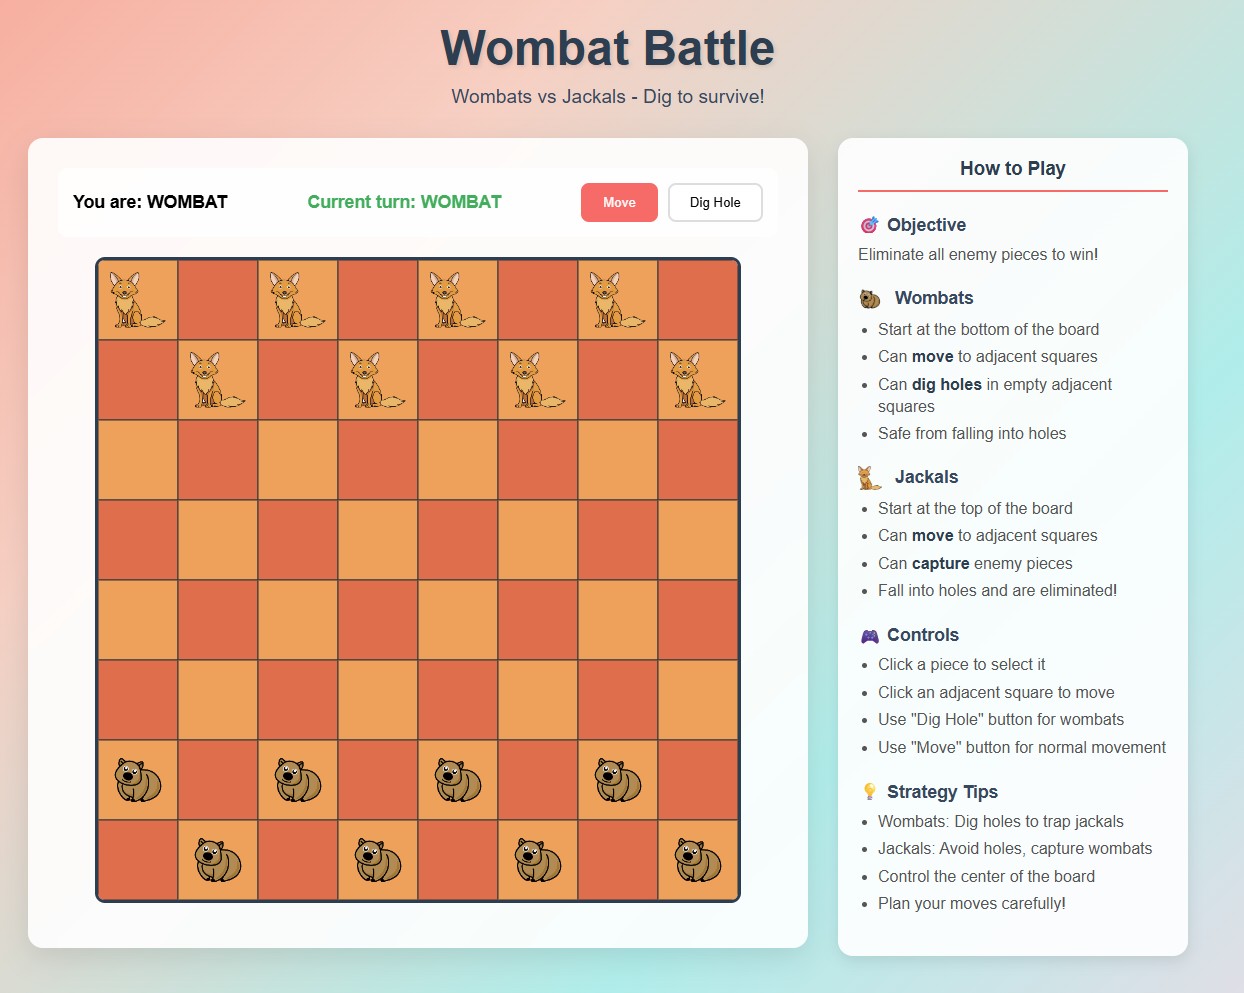 Wombat Battle
Wombats vs Jackals - Dig to survive!
You are: WOMBAT
Current turn: WOMBAT
Move
Dig Hole
How to Play
Objective
Eliminate all enemy pieces to win!
Wombats
Start at the bottom of the board
Can move to adjacent squares
Can dig holes in empty adjacent
squares
Safe from falling into holes
Jackals
Start at the top of the board
Can move to adjacent squares
Can capture enemy pieces
Fall into holes and are eliminated!
Controls
Click a piece to select it
Click an adjacent square to move
Use "Dig Hole" button for wombats
Use "Move" button for normal movement
Strategy Tips
Wombats: Dig holes to trap jackals
Jackals: Avoid holes, capture wombats
Control the center of the board
Plan your moves carefully!